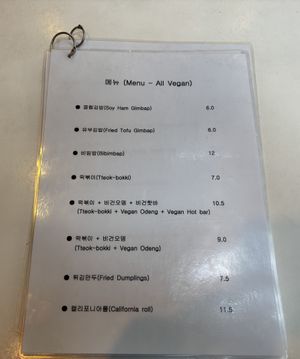 메뉴 (Menu - All Vegan)
● 콩햄김밥(Soy Ham Gimbap) 6.0
● 유부김밥(Fried Tofu Gimbap) 6.0
● 비빔밥(Bibimbap) 12
● 떡볶이(Tteok-bokki) 7.0
● 떡볶이 + 비건오뎅 + 비건핫바 10.5
(Tteok-bokki + Vegan Odeng + Vegan Hot bar)
● 떡볶이 + 비건오뎅 9.0
(Tteok-bokki + Vegan Odeng)
● 튀김만두(Fried Dumplings) 7.5
● 캘리포니아롤(California roll) 11.5